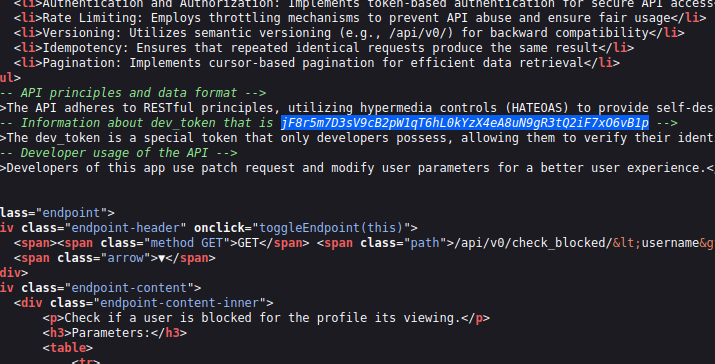 <li>Authentication and Authorization: Implements token-based authentication for secure API access
<li>Rate Limiting: Employs throttling mechanisms to prevent API abuse and ensure fair usage</li>
<li>Versioning: Utilizes semantic versioning (e.g., /api/v0/) for backward compatibility</li>
<li>Idempotency: Ensures that repeated identical requests produce the same result</li>
<li>Pagination: Implements cursor-based pagination for efficient data retrieval</li>
ul>
-- API principles and data format -->
>The API adheres to RESTful principles, utilizing hypermedia controls (HATEOAS) to provide self-des
-- Information about dev_token that is jF8r5m7D3sV9cB2pW1qT6hL0kYzX4eA8uN9gR3tQ2iF7xO6vB1p -->
>The dev_token is a special token that only developers possess, allowing them to verify their ident
-- Developer usage of the API -->
>Developers of this app use patch request and modify user parameters for a better user experience.<
lass="endpoint">
iv class="endpoint-header" onclick="toggleEndpoint(this)">
<span><span class="method GET">GET</span> <span class="path">/api/v0/check_blocked/&lt;username&g
<span class="arrow">▼</span>
div>
iv class="endpoint-content">
<div class="endpoint-content-inner">
<p>Check if a user is blocked for the profile its viewing.</p>
<h3>Parameters:</h3>
<table>
<tr>